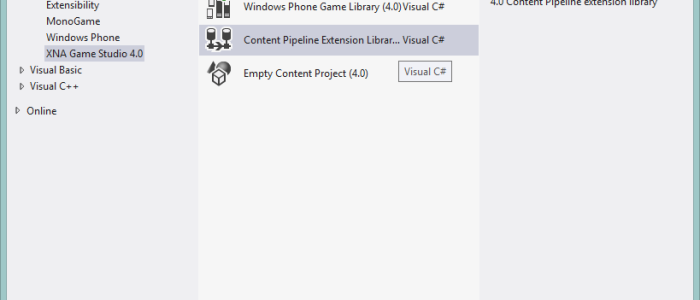 Extensibility
MonoGame
Windows Phone
XNA Game Studio 4.0
Visual Basic
Visual C++
Online
Windows Phone Game Library (4.0) Visual C#
Content Pipeline Extension Librar... Visual C#
Empty Content Project (4.0)
Visual C#
4.0 Content Pipeline extension library